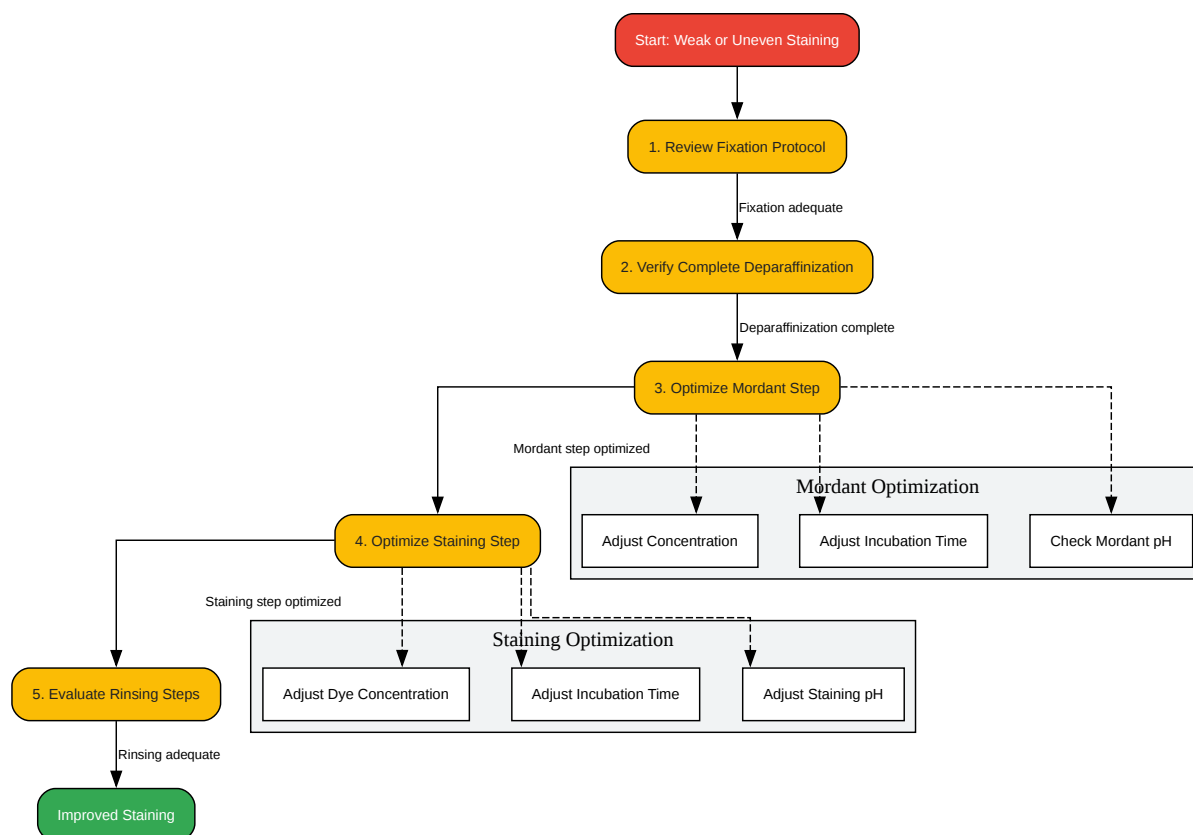 Start: Weak or Uneven Staining
1. Review Fixation Protocol
Fixation adequate
2. Verify Complete Deparaffinization
Deparaffinization complete
3. Optimize Mordant Step
Mordant step optimized
Mordant Optimization
Adjust Concentration
Adjust Incubation Time
Check Mordant pH
4. Optimize Staining Step
Staining step optimized
Staining Optimization
Adjust Dye Concentration
Adjust Incubation Time
Adjust Staining pH
5. Evaluate Rinsing Steps
Rinsing adequate
Improved Staining